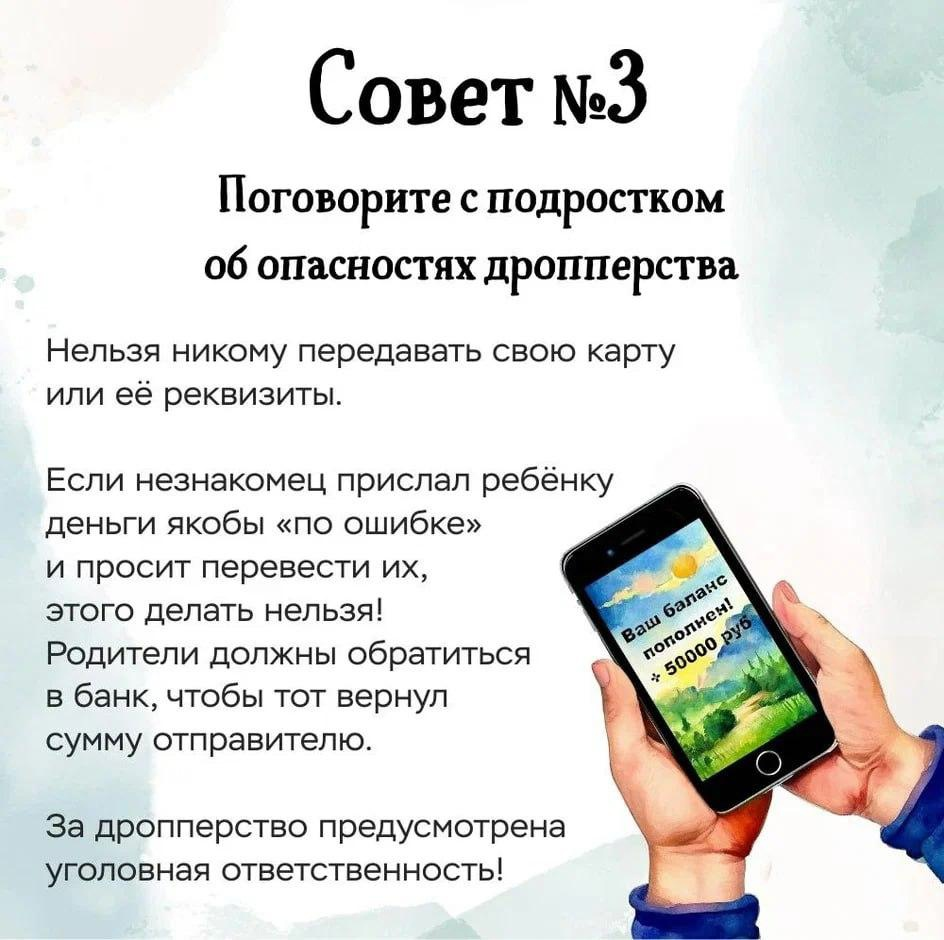 Совет №3
Поговорите с подростком
об опасностях дропперства
Нельзя никому передавать свою карту
или её реквизиты.
Если незнакомец прислал ребёнку
деньги якобы «по ошибке»
и просит перевести их,
этого делать нельзя!
Родители должны обратиться
в банк, чтобы тот вернул
сумму отправителю.
За дропперство предусмотрена
уголовная ответственность!
Ваш баланс
пополнен!
+ 50000 руб